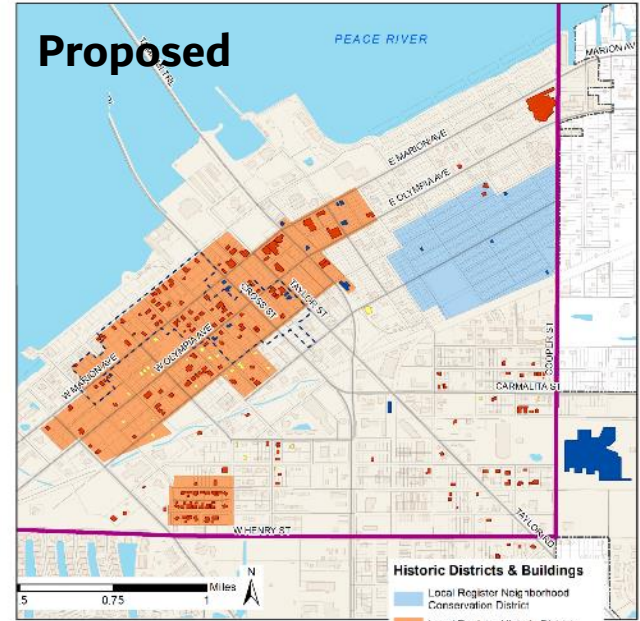 Proposed
PEACE RIVER
MARION AV
E MARION AVE
E OLYMPIA AVE
TAYLOR ST
CROSS ST
W OLYMPIA AVE
W MARION AVE
COOPER ST
CARMALITA ST
TAYLOR RD
W HENRY ST
N
Miles
.5 0.75 1
Historic Districts & Buildings
Local Register Neighborhood
Conservation District